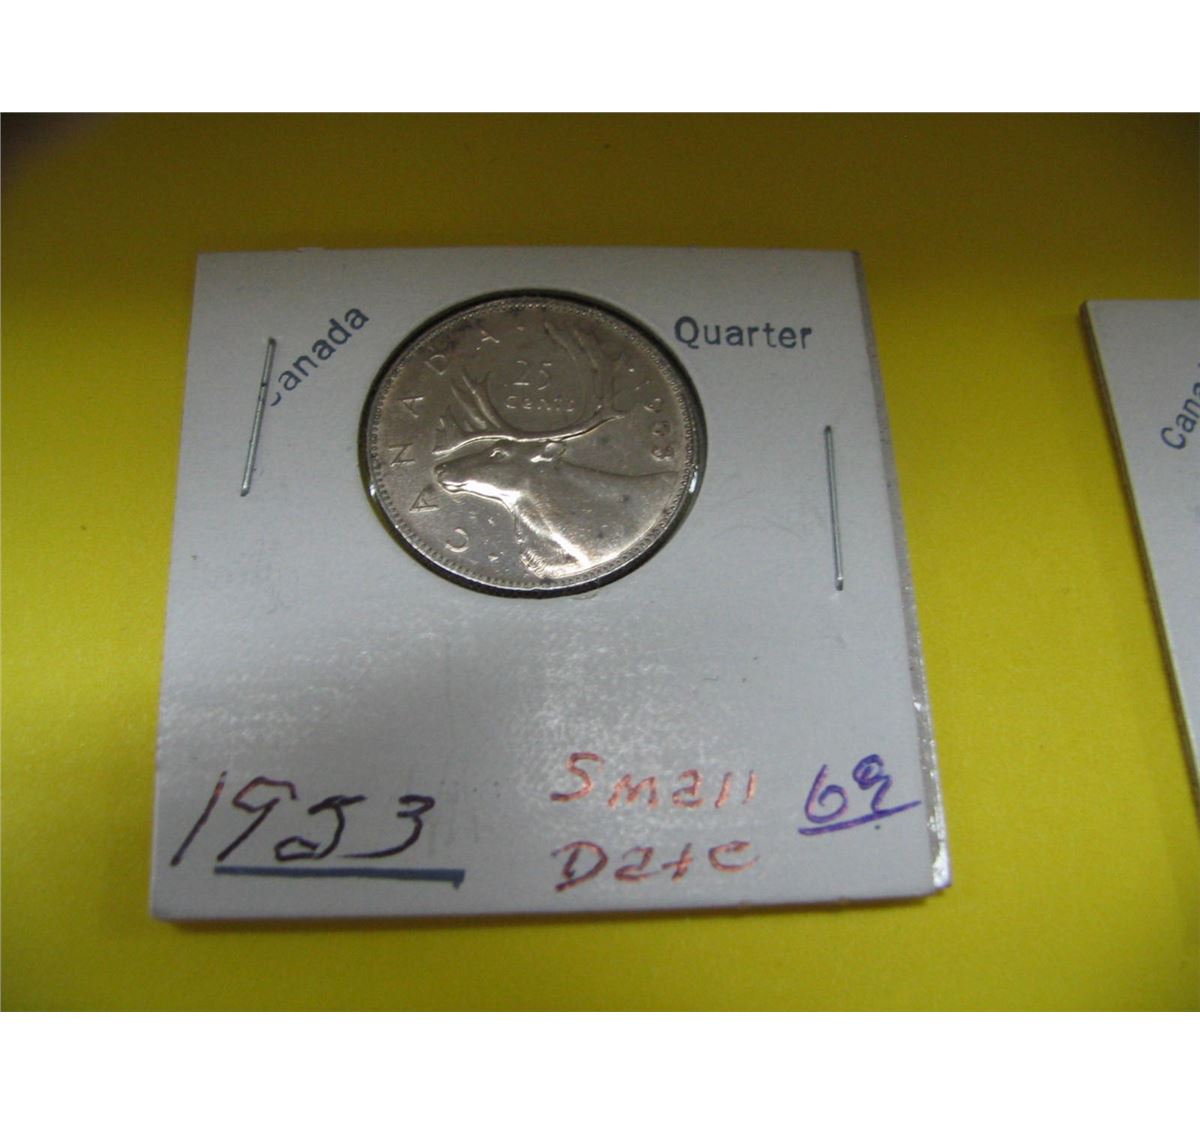 Canada
Quarter
CANADA
1953
25
cents
1953
Small
Date
69